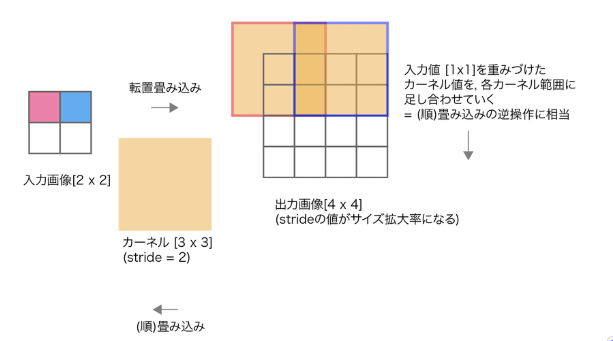 転置畳み込み
入力値 [1x1]を重みづけた
カーネル値を, 各カーネル範囲に
足し合わせていく
= (順)畳み込みの逆操作に相当
入力画像[2 x 2]
出力画像[4 x 4]
(strideの値がサイズ拡大率になる)
カーネル [3 x 3]
(stride = 2)
(順)畳み込み